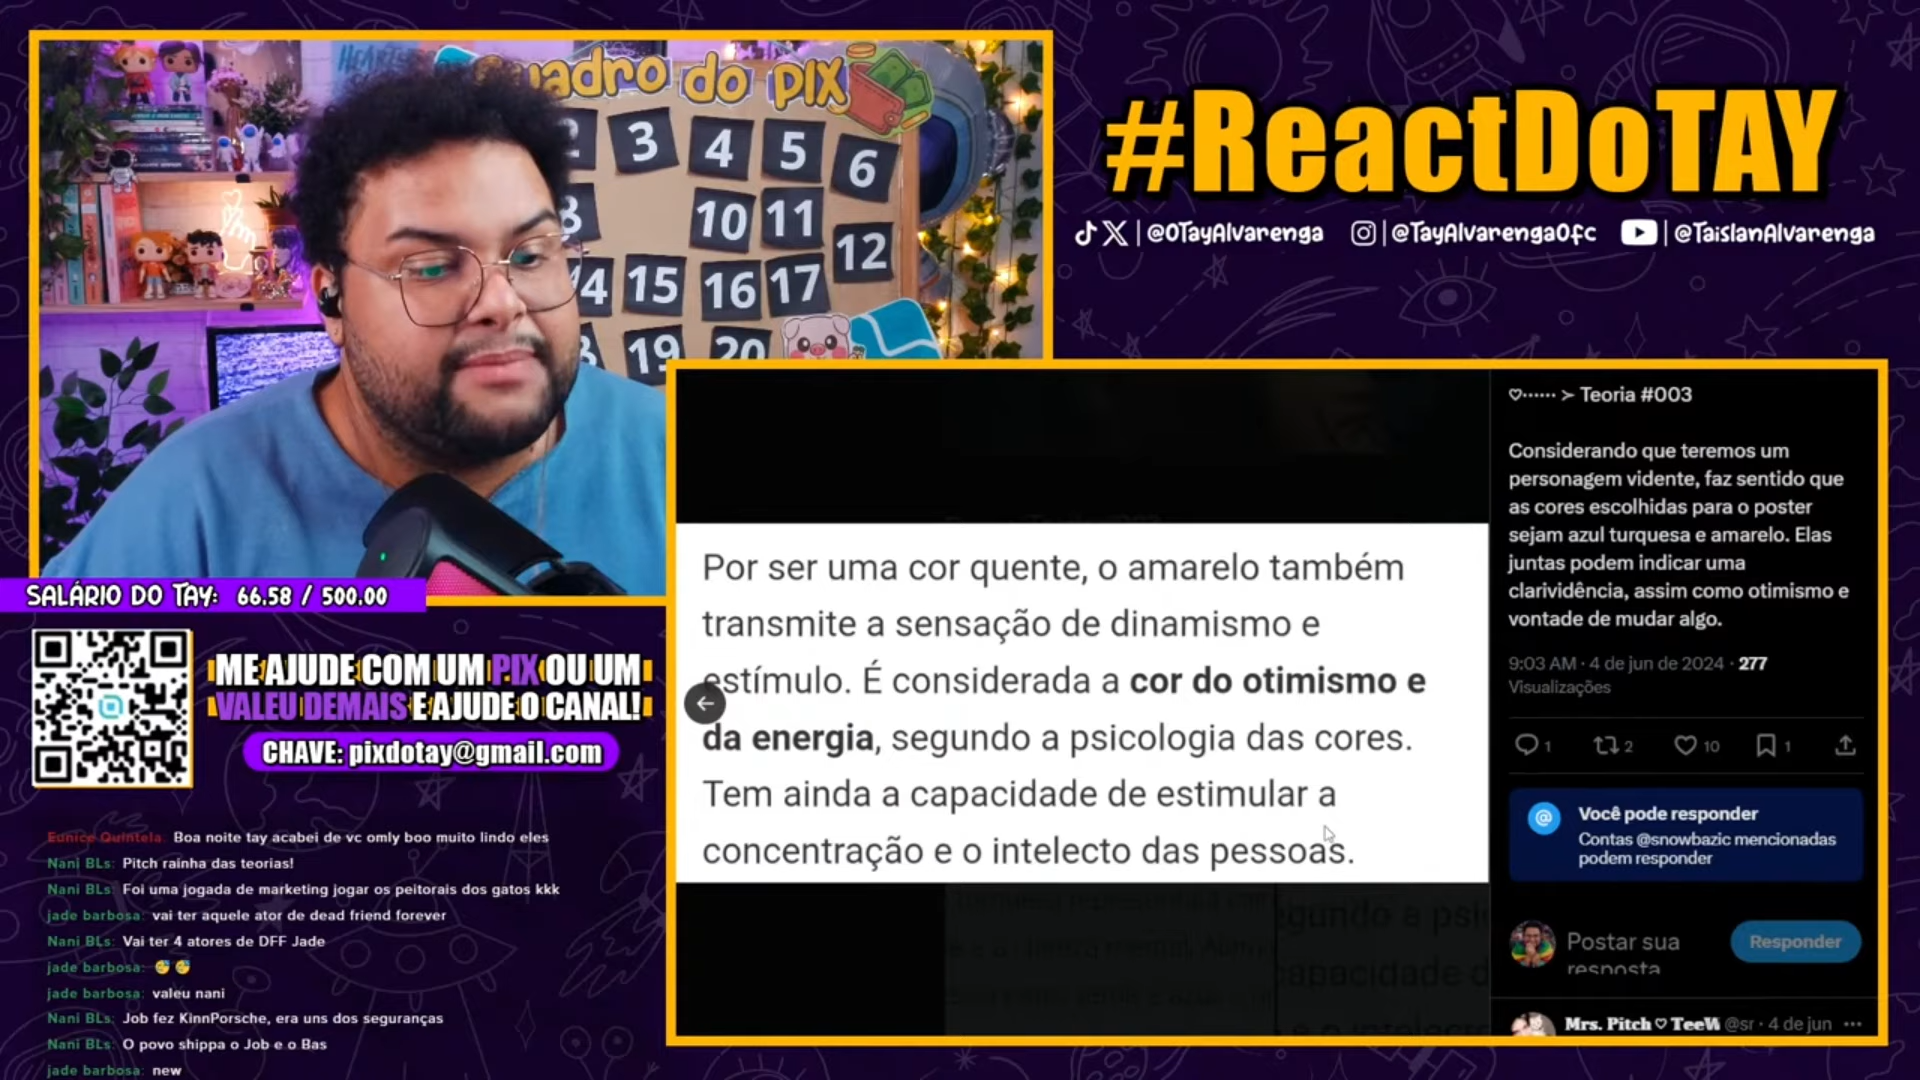 Quadro do PIX
2 3 4 5 6
10 11 12
15 16 17
19 20
#ReactDoTAY
@OTayAlvarenga
@TayAlvarengaOfc
@TaislanAlvarenga
SALÁRIO DO TAY: 66.58 / 500.00
ME AJUDE COM UM PIX OU UM
VALEU DEMAIS E AJUDE O CANAL!
CHAVE: pixdotay@gmail.com
Eunice Quintela: Boa noite tay acabei de vc omly boo muito lindo eles
Nani BLs: Pitch rainha das teorias!
Nani BLs: Foi uma jogada de marketing jogar os peitorais dos gatos kkk
jade barbosa: vai ter aquele ator de dead friend forever
Nani BLs: Vai ter 4 atores de DFF Jade
jade barbosa: 😴😴
jade barbosa: valeu nani
Nani BLs: Job fez KinnPorsche, era uns dos seguranças
Nani BLs: O povo shippa o Job e o Bas
jade barbosa: new
Por ser uma cor quente, o amarelo também
transmite a sensação de dinamismo e
estímulo. É considerada a cor do otimismo e
da energia, segundo a psicologia das cores.
Tem ainda a capacidade de estimular a
concentração e o intelecto das pessoas.
♡······ ➣ Teoria #003
Considerando que teremos um
personagem vidente, faz sentido que
as cores escolhidas para o poster
sejam azul turquesa e amarelo. Elas
juntas podem indicar uma
clarividência, assim como otimismo e
vontade de mudar algo.
9:03 AM · 4 de jun de 2024 · 277
Visualizações
1 2 10 1
Você pode responder
Contas @snowbazic mencionadas
podem responder
Postar sua
resposta
Responder
Mrs. Pitch ♡ TeeW @sr · 4 de jun ···